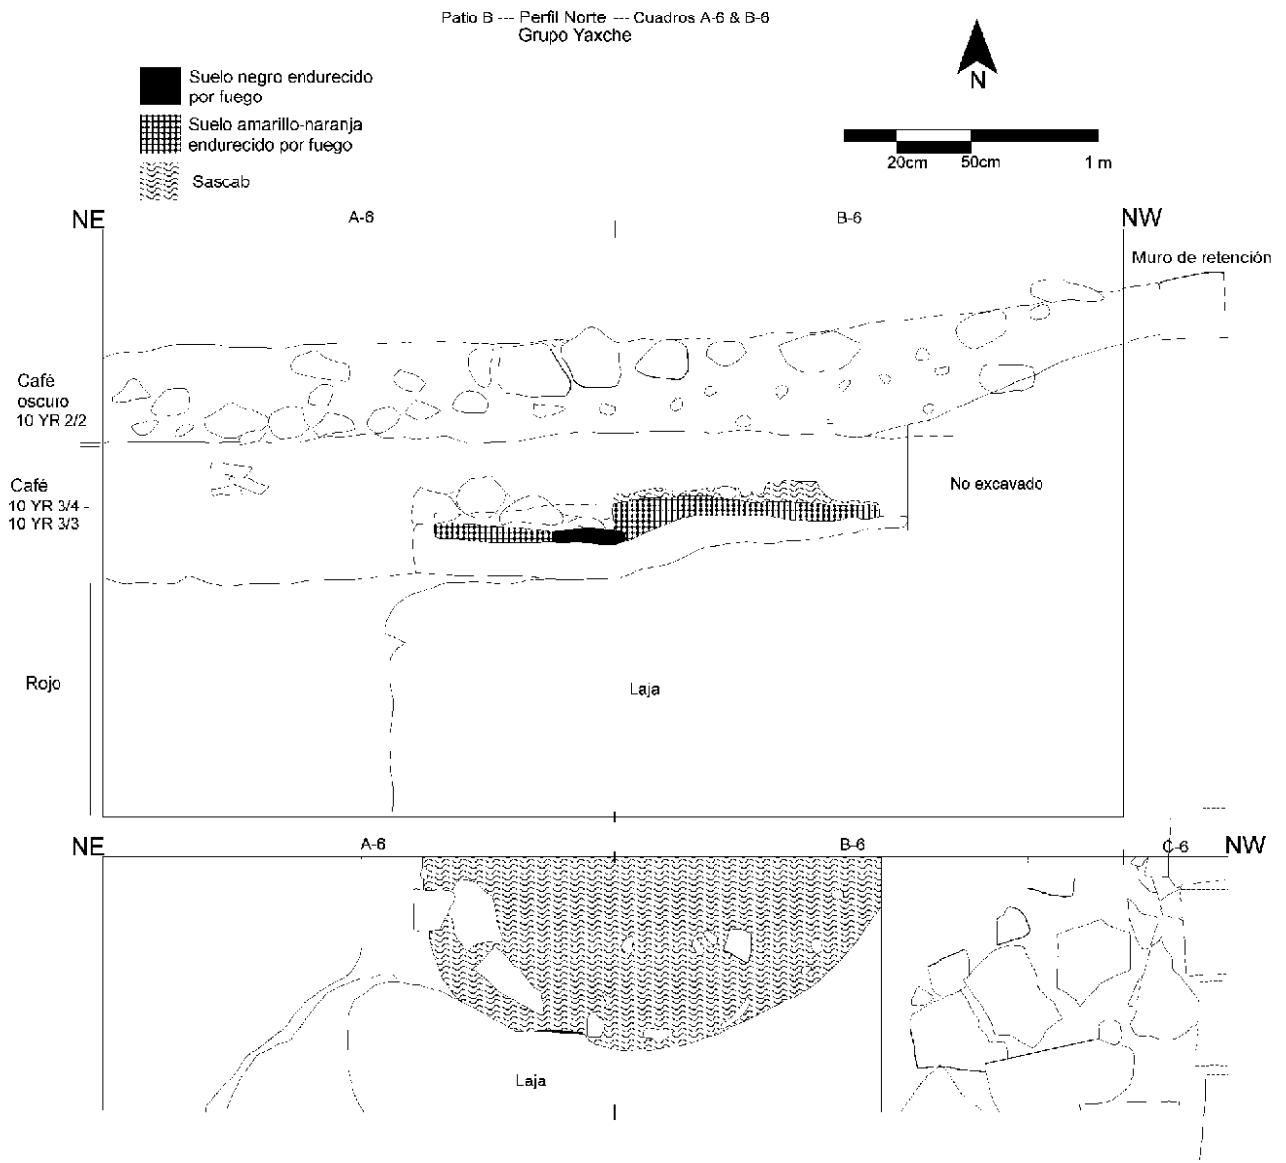 Patio B --- Perfil Norte --- Cuadros A-6 & B-6
Grupo Yaxche
N
Suelo negro endurecido
por fuego
Suelo amarillo-naranja
endurecido por fuego
Sascab
20cm
50cm
1 m
NE
A-6
B-6
NW
Muro de retención
Café
oscuro
10 YR 2/2
Café
10 YR 3/4 -
10 YR 3/3
No excavado
Rojo
Laja
NE
A-6
B-6
C-6
NW
Laja